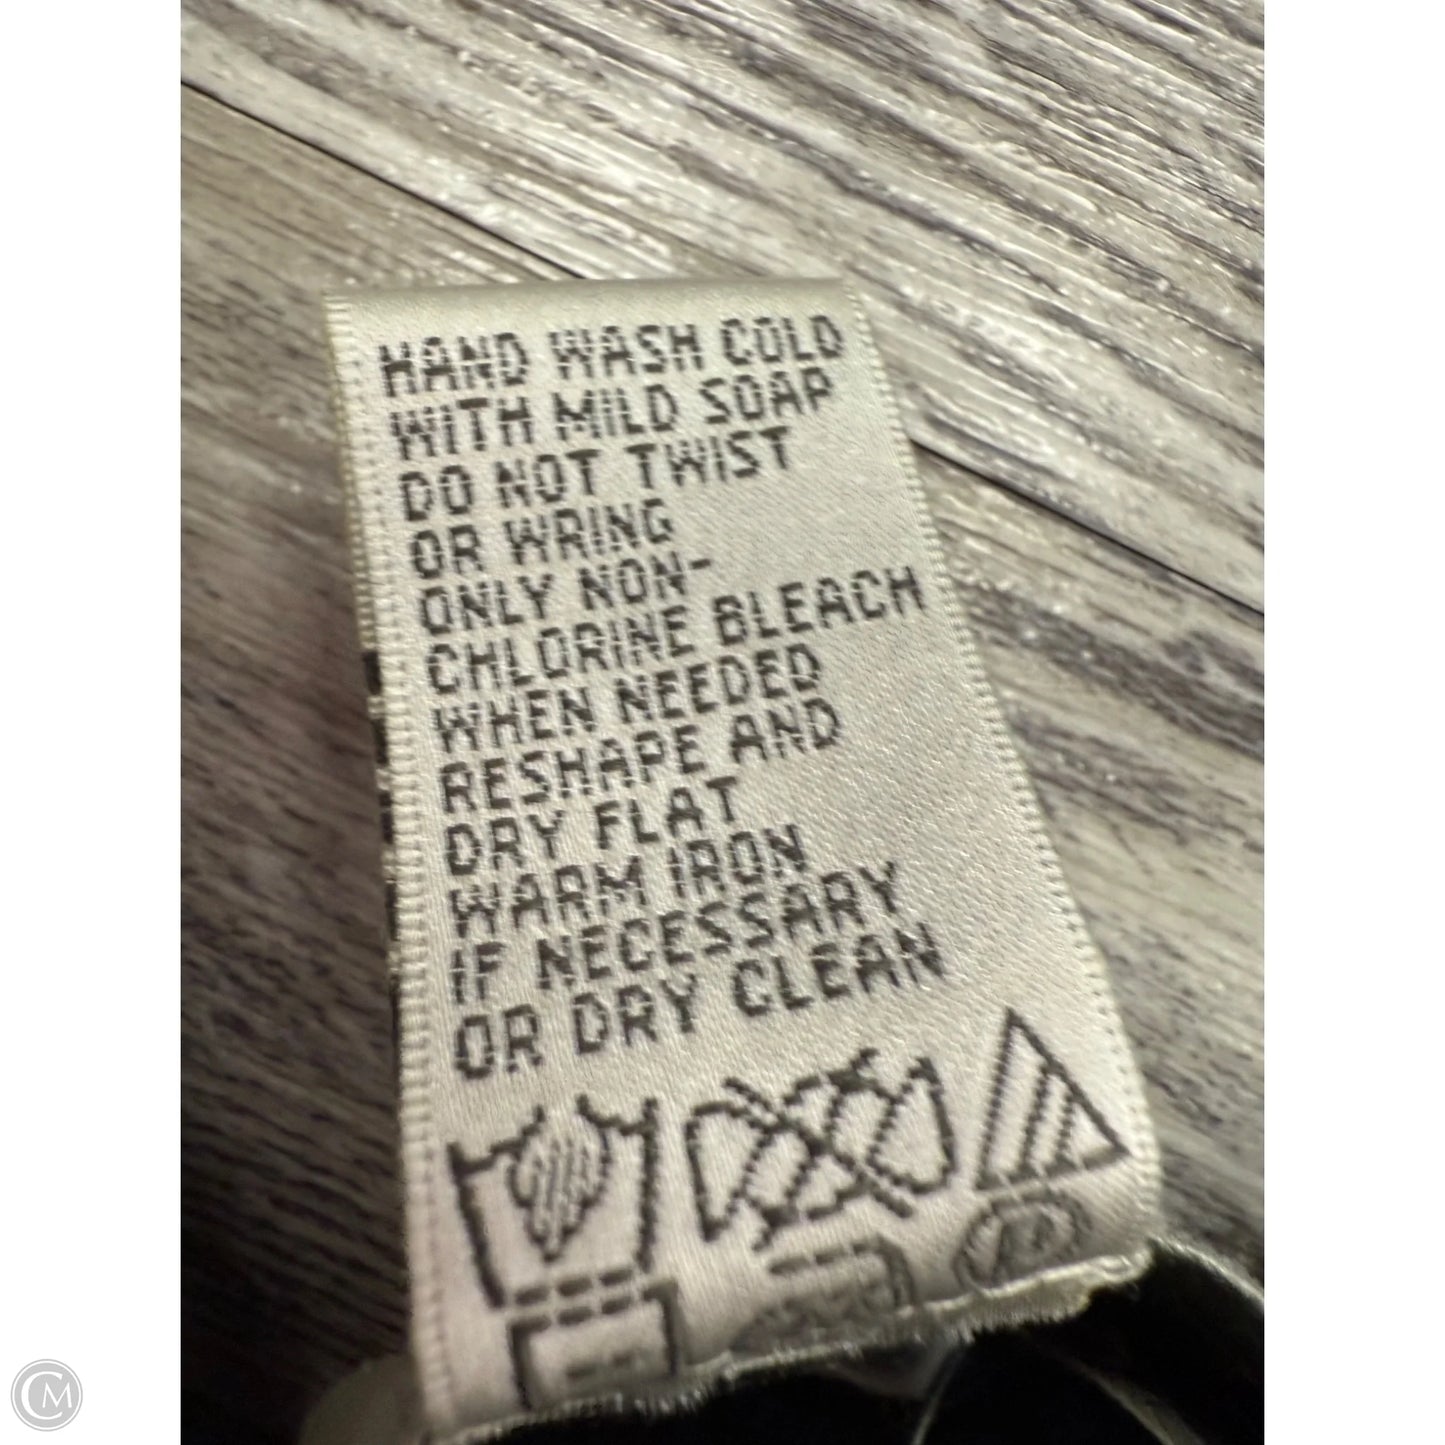 HAND WASH COLD
WITH MILD SOAP
DO NOT TWIST
OR WRING
ONLY NON-
CHLORINE BLEACH
WHEN NEEDED
RESHAPE AND
DRY FLAT
WARM IRON
IF NECESSARY
OR DRY CLEAN
P
CM